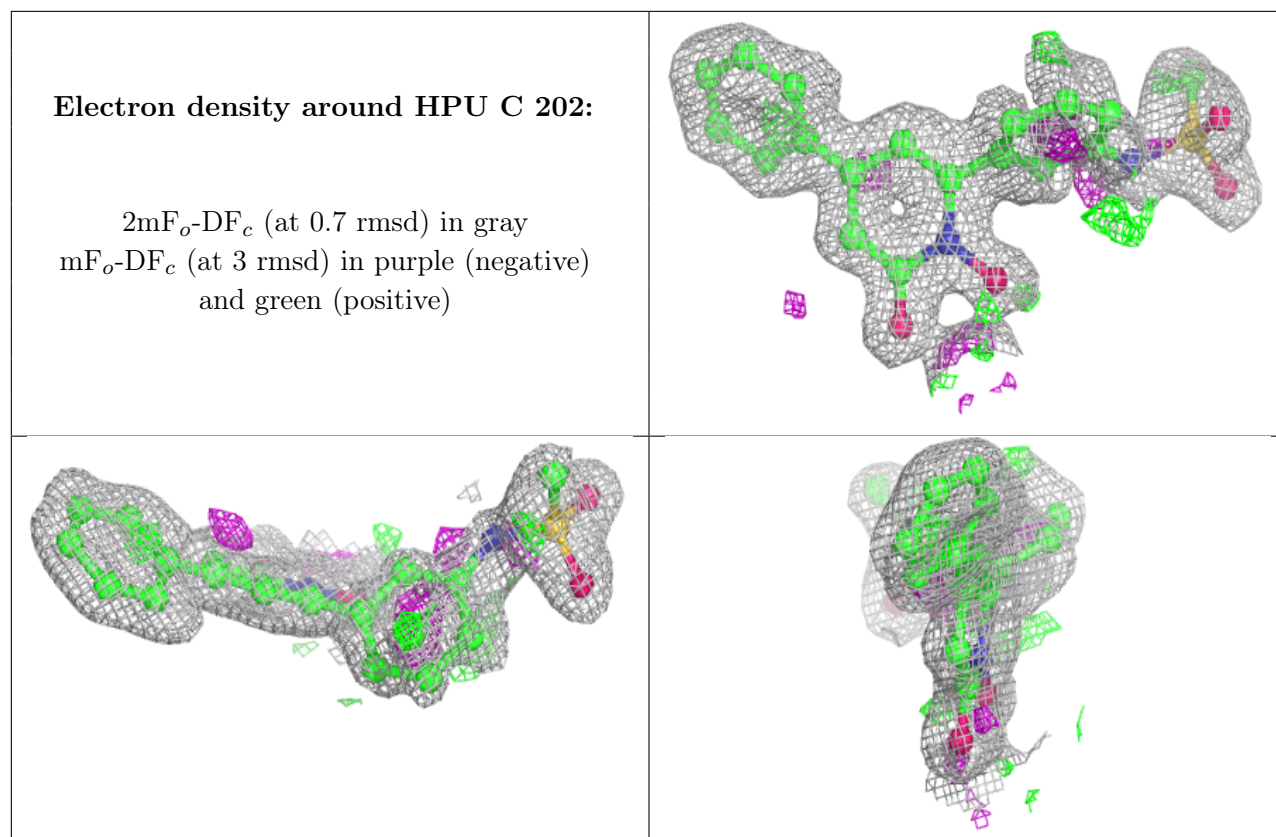 Electron density around HPU C 202:
2mFo-DFc (at 0.7 rmsd) in gray
mFo-DFc (at 3 rmsd) in purple (negative)
and green (positive)